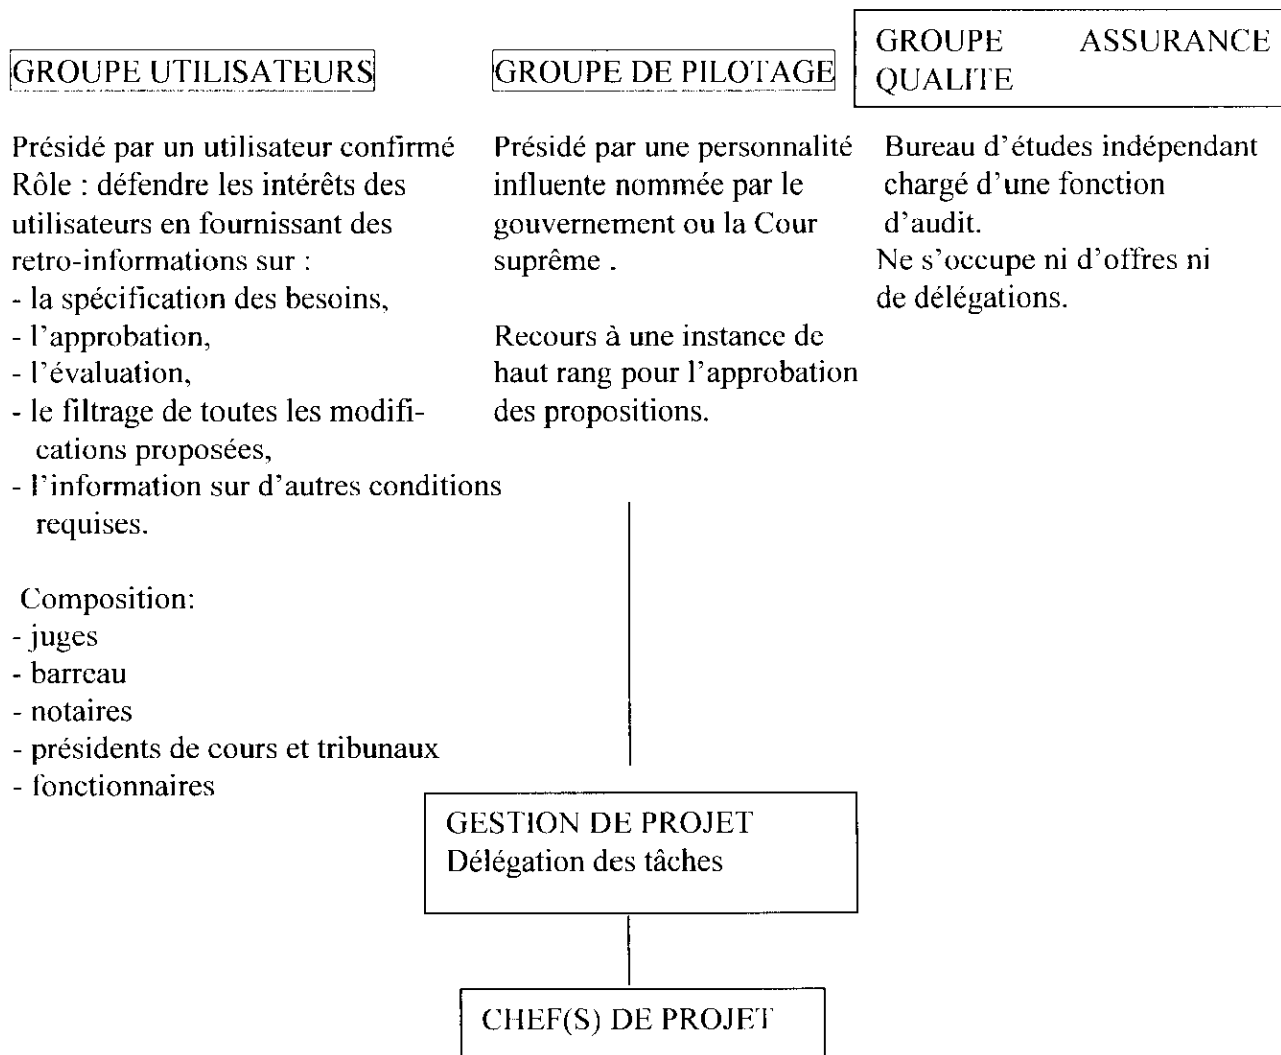 GROUPE UTILISATEURS
Présidé par un utilisateur confirmé
Rôle : défendre les intérêts des
utilisateurs en fournissant des
retro-informations sur :
- la spécification des besoins,
- l'approbation,
- l'évaluation,
- le filtrage de toutes les modifi-
cations proposées,
- l'information sur d'autres conditions
requises.
Composition:
- juges
- barreau
- notaires
- présidents de cours et tribunaux
- fonctionnaires
GROUPE DE PILOTAGE
Présidé par une personnalité
influente nommée par le
gouvernement ou la Cour
suprême .
Recours à une instance de
haut rang pour l'approbation
des propositions.
GROUPE ASSURANCE
QUALITE
Bureau d'études indépendant
chargé d'une fonction
d'audit.
Ne s'occupe ni d'offres ni
de délégations.
GESTION DE PROJET
Délégation des tâches
CHEF(S) DE PROJET